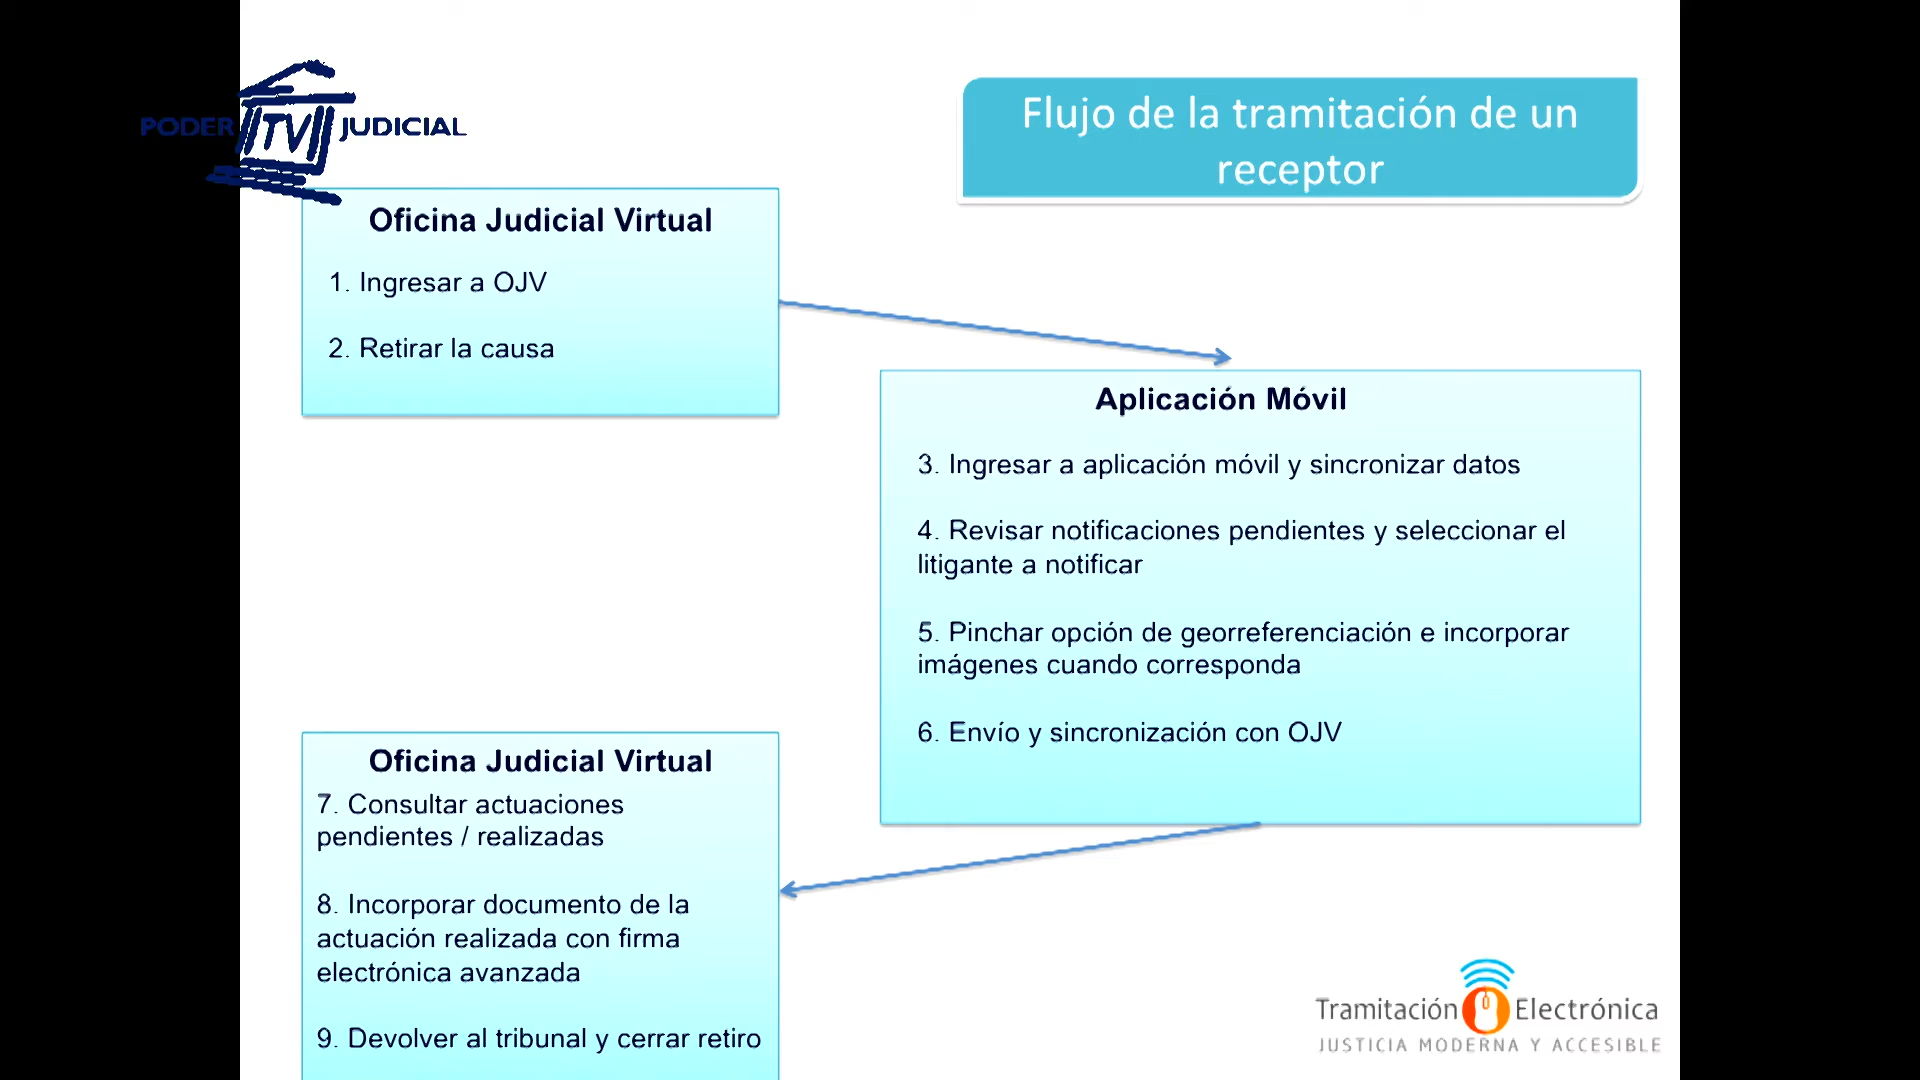 PODER TV JUDICIAL
Flujo de la tramitación de un
receptor
Oficina Judicial Virtual
1. Ingresar a OJV
2. Retirar la causa
Aplicación Móvil
3. Ingresar a aplicación móvil y sincronizar datos
4. Revisar notificaciones pendientes y seleccionar el
litigante a notificar
5. Pinchar opción de georreferenciación e incorporar
imágenes cuando corresponda
6. Envío y sincronización con OJV
Oficina Judicial Virtual
7. Consultar actuaciones
pendientes / realizadas
8. Incorporar documento de la
actuación realizada con firma
electrónica avanzada
9. Devolver al tribunal y cerrar retiro
Tramitación Electrónica
JUSTICIA MODERNA Y ACCESIBLE